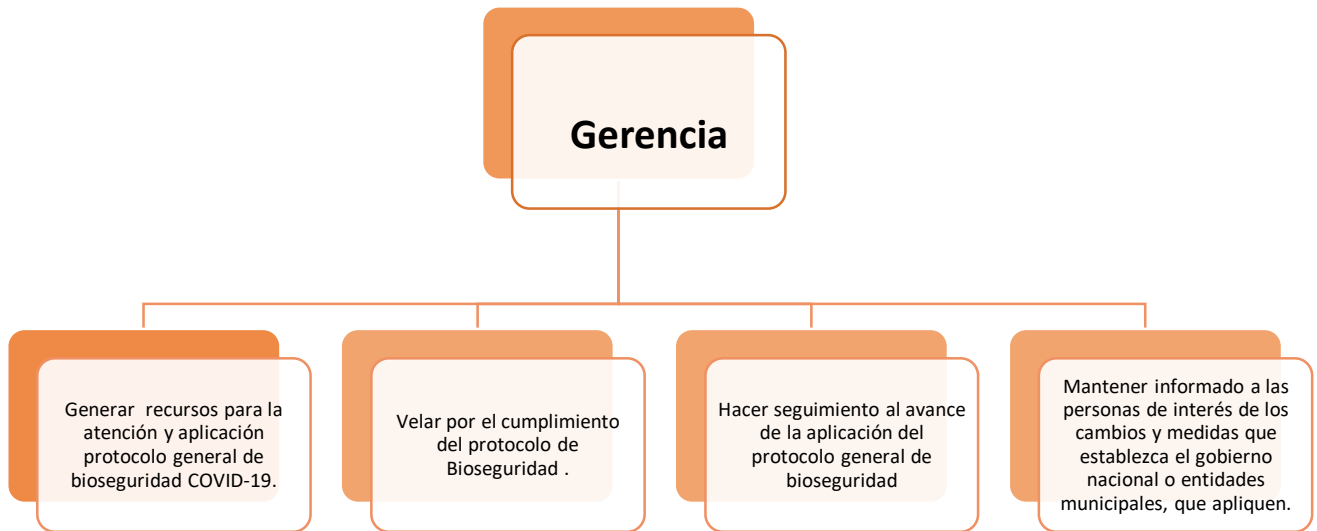 Gerencia
Generar recursos para la
atención y aplicación
protocolo general de
bioseguridad COVID-19.
Velar por el cumplimiento
del protocolo de
Bioseguridad .
Hacer seguimiento al avance
de la aplicación del
protocolo general de
bioseguridad
Mantener informado a las
personas de interés de los
cambios y medidas que
establezca el gobierno
nacional o entidades
municipales, que apliquen.